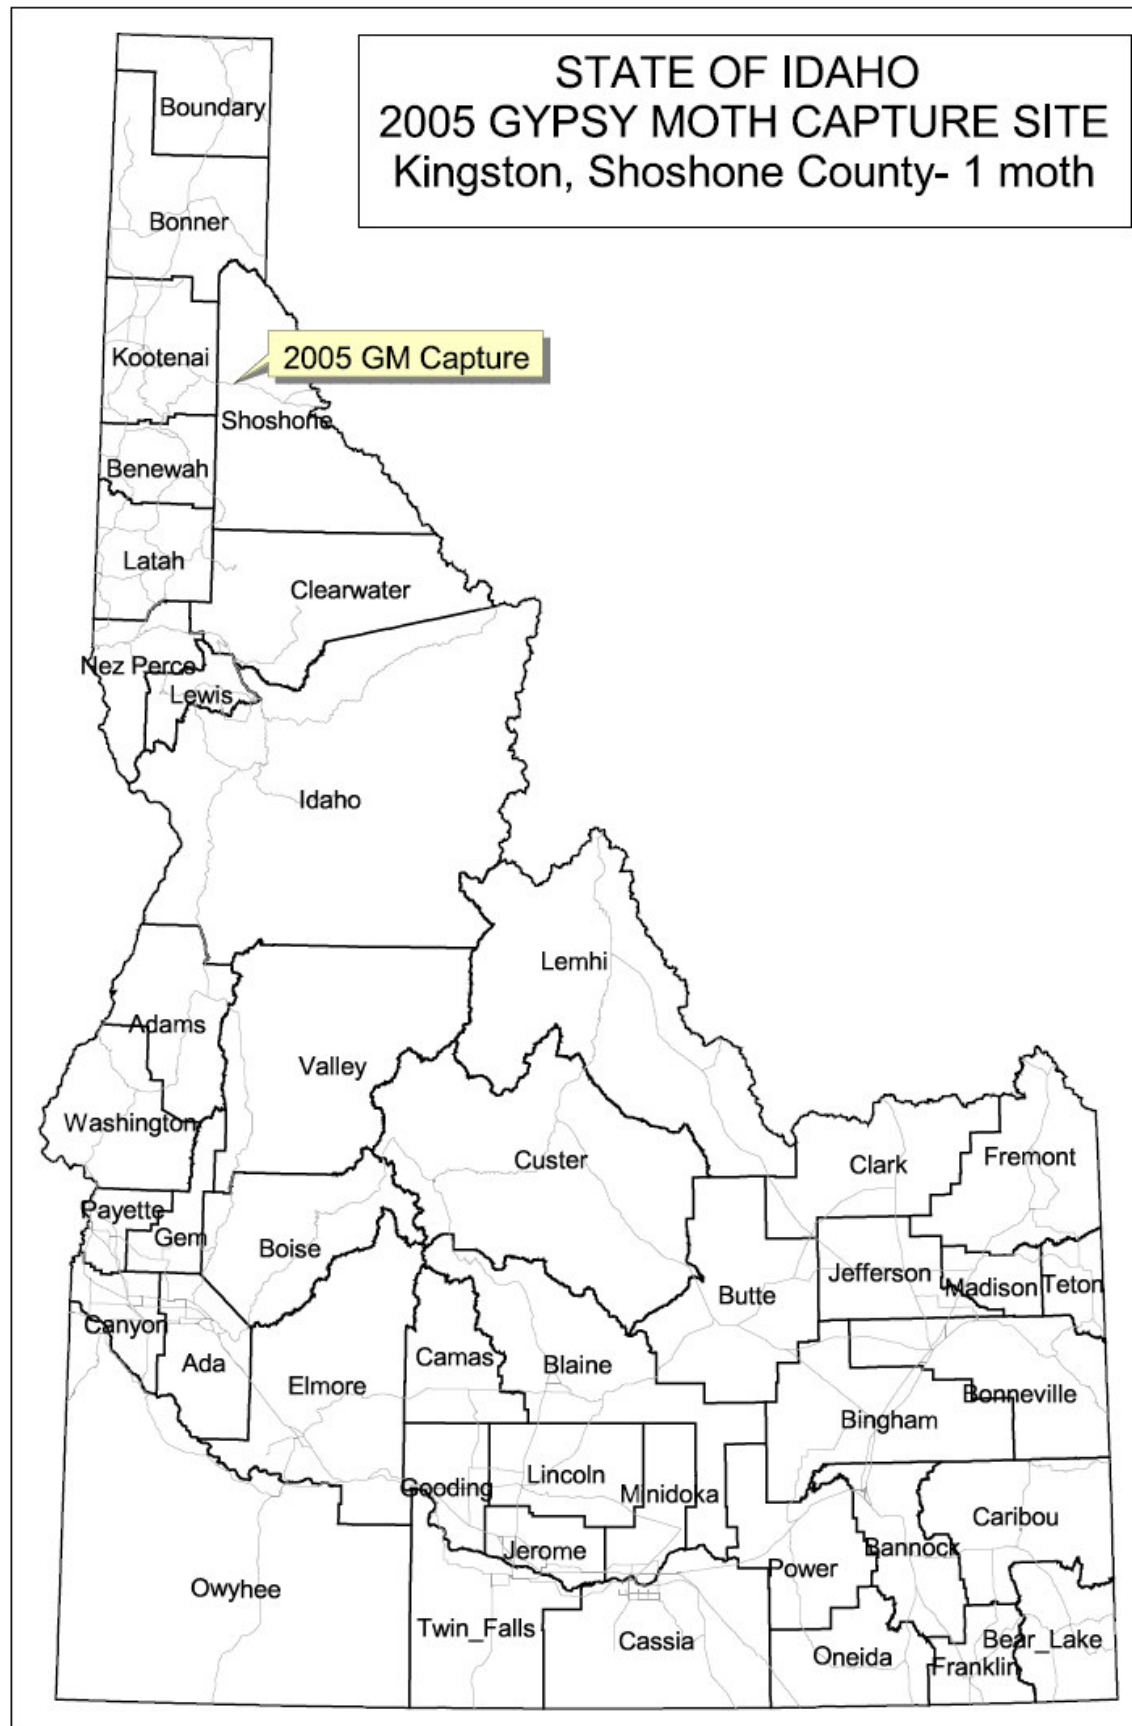 STATE OF IDAHO
2005 GYPSY MOTH CAPTURE SITE
Kingston, Shoshone County- 1 moth
Boundary
Bonner
Kootenai
2005 GM Capture
Shoshone
Benewah
Latah
Clearwater
Nez Perce
Lewis
Idaho
Lemhi
Adams
Valley
Washington
Custer
Clark
Fremont
Payette
Gem
Boise
Jefferson
Madison
Teton
Butte
Canyon
Ada
Camas
Blaine
Elmore
Bonneville
Bingham
Gooding
Lincoln
Minidoka
Caribou
Jerome
Bannock
Power
Owyhee
Twin_Falls
Cassia
Oneida
Franklin
Bear_Lake